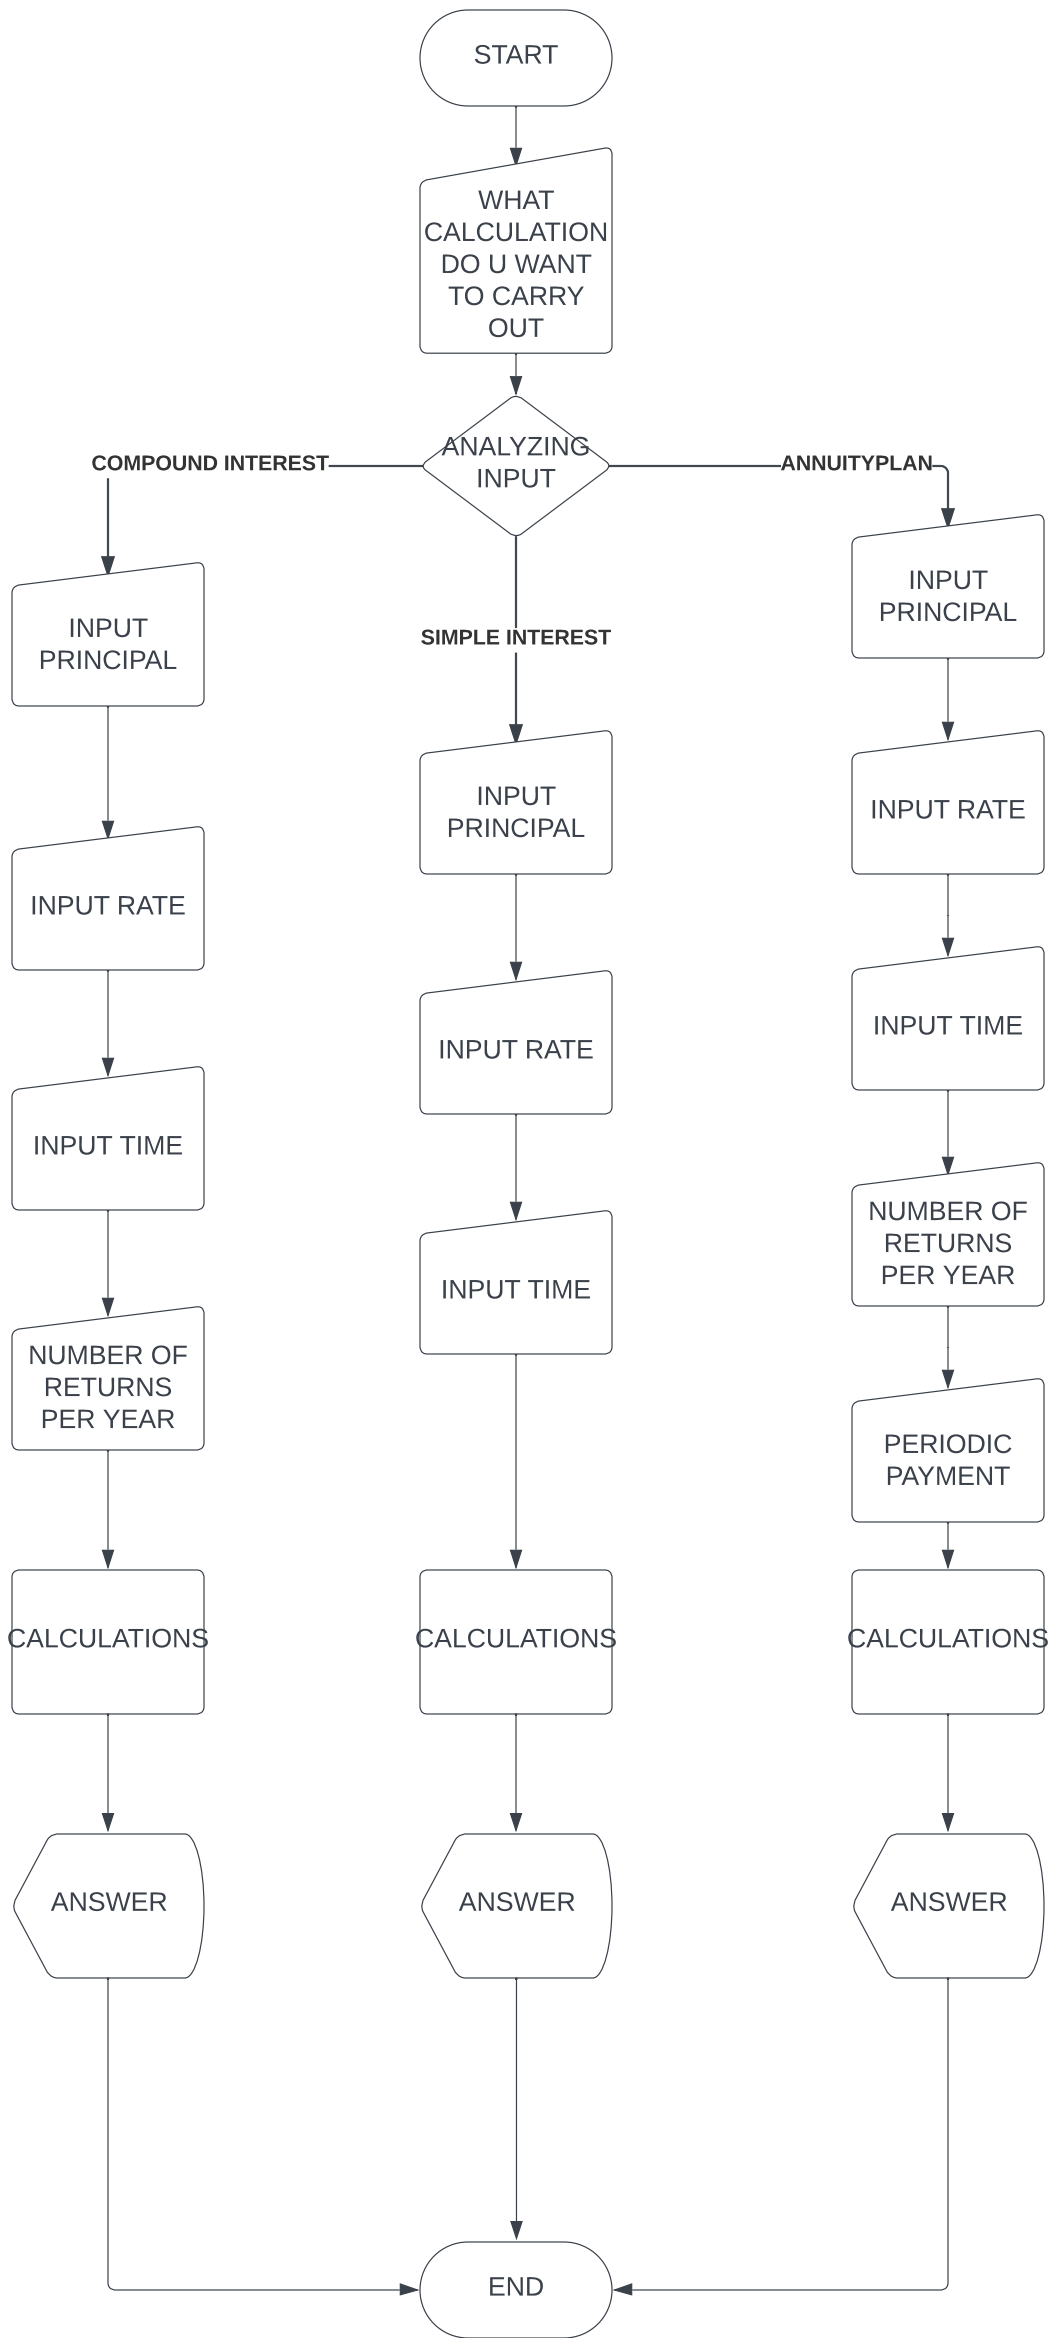 START
WHAT
CALCULATION
DO U WANT
TO CARRY
OUT
ANALYZING
INPUT
COMPOUND INTEREST
INPUT
PRINCIPAL
INPUT RATE
INPUT TIME
NUMBER OF
RETURNS
PER YEAR
CALCULATIONS
ANSWER
SIMPLE INTEREST
INPUT
PRINCIPAL
INPUT RATE
INPUT TIME
CALCULATIONS
ANSWER
ANNUITYPLAN
INPUT
PRINCIPAL
INPUT RATE
INPUT TIME
NUMBER OF
RETURNS
PER YEAR
PERIODIC
PAYMENT
CALCULATIONS
ANSWER
END